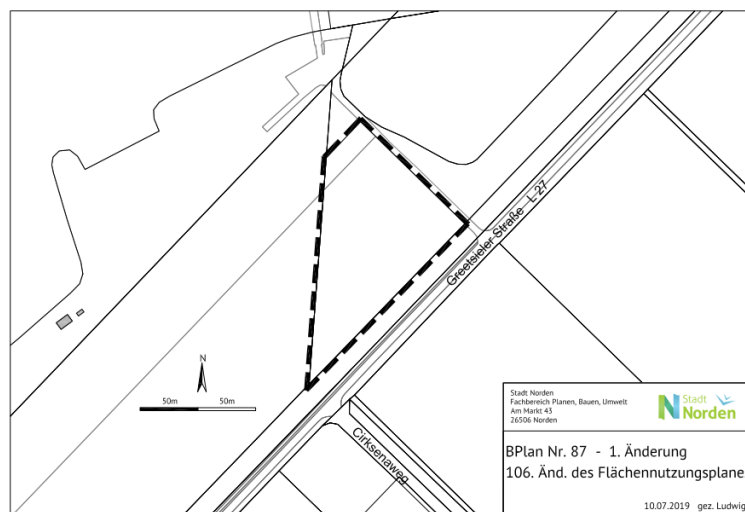 Greetsieler Straße L 27
N
50m 50m
Cirksenaweg
Stadt Norden
Fachbereich Planen, Bauen, Umwelt
Am Markt 43
26506 Norden
Stadt
Norden
BPlan Nr. 87 - 1. Änderung
106. Änd. des Flächennutzungsplane
10.07.2019 gez. Ludwig